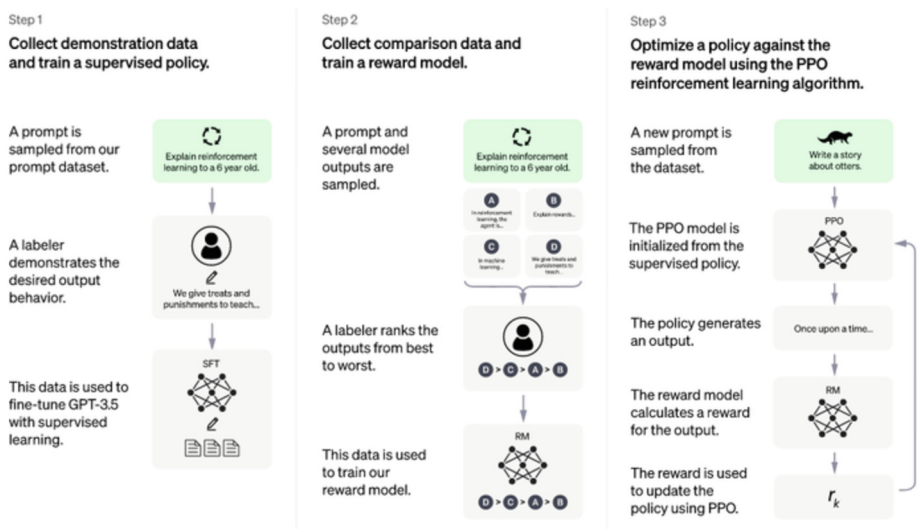 Step 1
Collect demonstration data
and train a supervised policy.
A prompt is
sampled from our
prompt dataset.
Explain reinforcement
learning to a 6 year old.
A labeler
demonstrates the
desired output
behavior.
We give treats and
punishments to teach...
This data is used to
fine-tune GPT-3.5
with supervised
learning.
SFT
Step 2
Collect comparison data and
train a reward model.
A prompt and
several model
outputs are
sampled.
Explain reinforcement
learning to a 6 year old.
A
In reinforcement
learning, the
agent is...
B
Explain rewards...
C
In machine
learning...
D
We give treats and
punishments to
teach...
A labeler ranks the
outputs from best
to worst.
D > C > A > B
This data is used
to train our
reward model.
RM
D > C > A > B
Step 3
Optimize a policy against the
reward model using the PPO
reinforcement learning algorithm.
A new prompt is
sampled from
the dataset.
Write a story
about otters.
The PPO model is
initialized from the
supervised policy.
PPO
The policy generates
an output.
Once upon a time...
The reward model
calculates a reward
for the output.
RM
The reward is used
to update the
policy using PPO.
rk